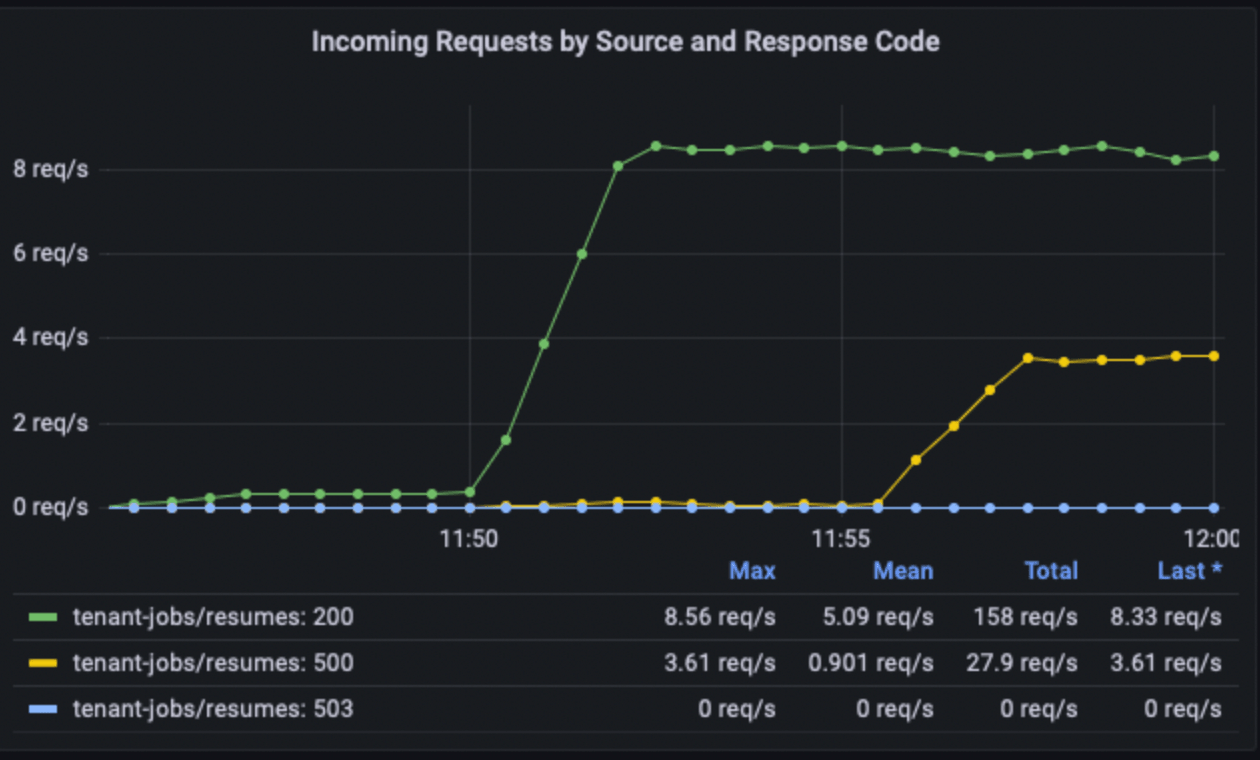 Incoming Requests by Source and Response Code
8 req/s
6 req/s
4 req/s
2 req/s
0 req/s
11:50 11:55 12:00
Max Mean Total Last *
tenant-jobs/resumes: 200 8.56 req/s 5.09 req/s 158 req/s 8.33 req/s
tenant-jobs/resumes: 500 3.61 req/s 0.901 req/s 27.9 req/s 3.61 req/s
tenant-jobs/resumes: 503 0 req/s 0 req/s 0 req/s 0 req/s